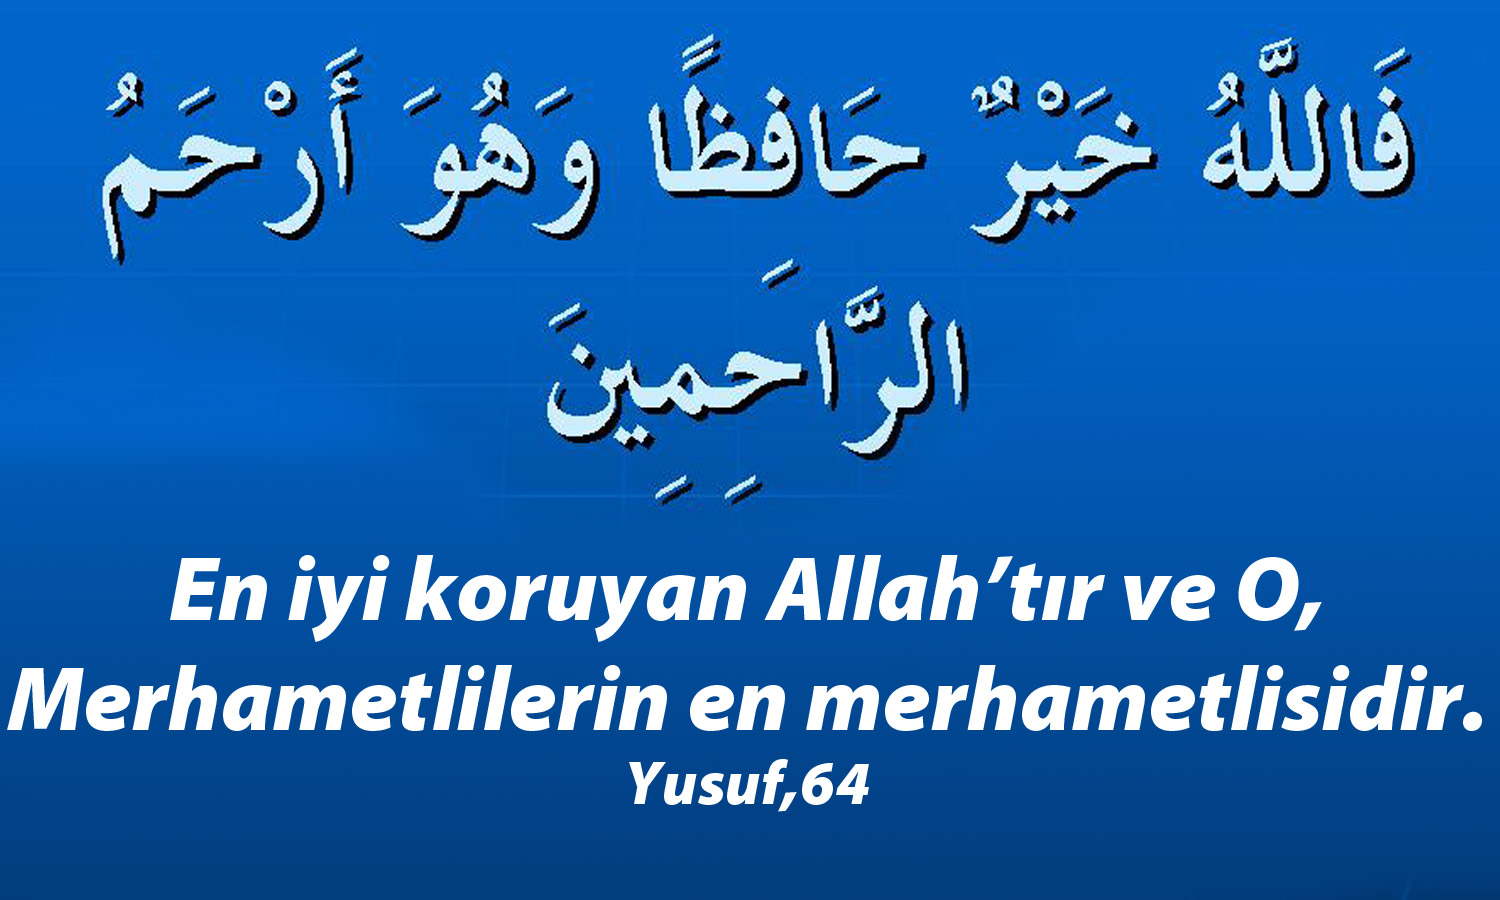 فَاللَّهُ خَيْرٌ حَافِظًا وَهُوَ أَرْحَمُ
الرَّاحِمِينَ
En iyi koruyan Allah’tır ve O,
Merhametlilerin en merhametlisidir.
Yusuf,64